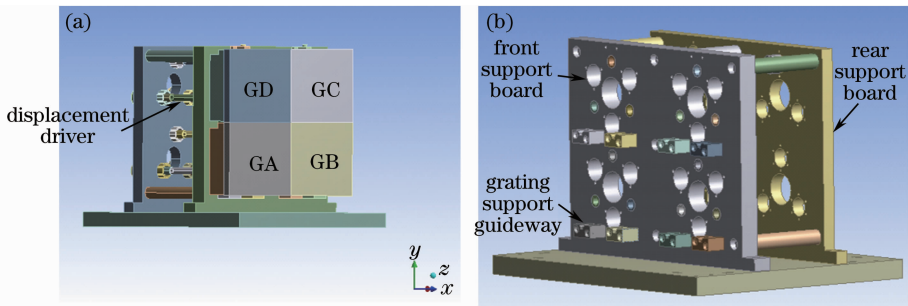 (a)
GD
GC
displacement
driver
GA
GB
y
z
x
(b)
front
support
board
rear
support
board
grating
support
guideway